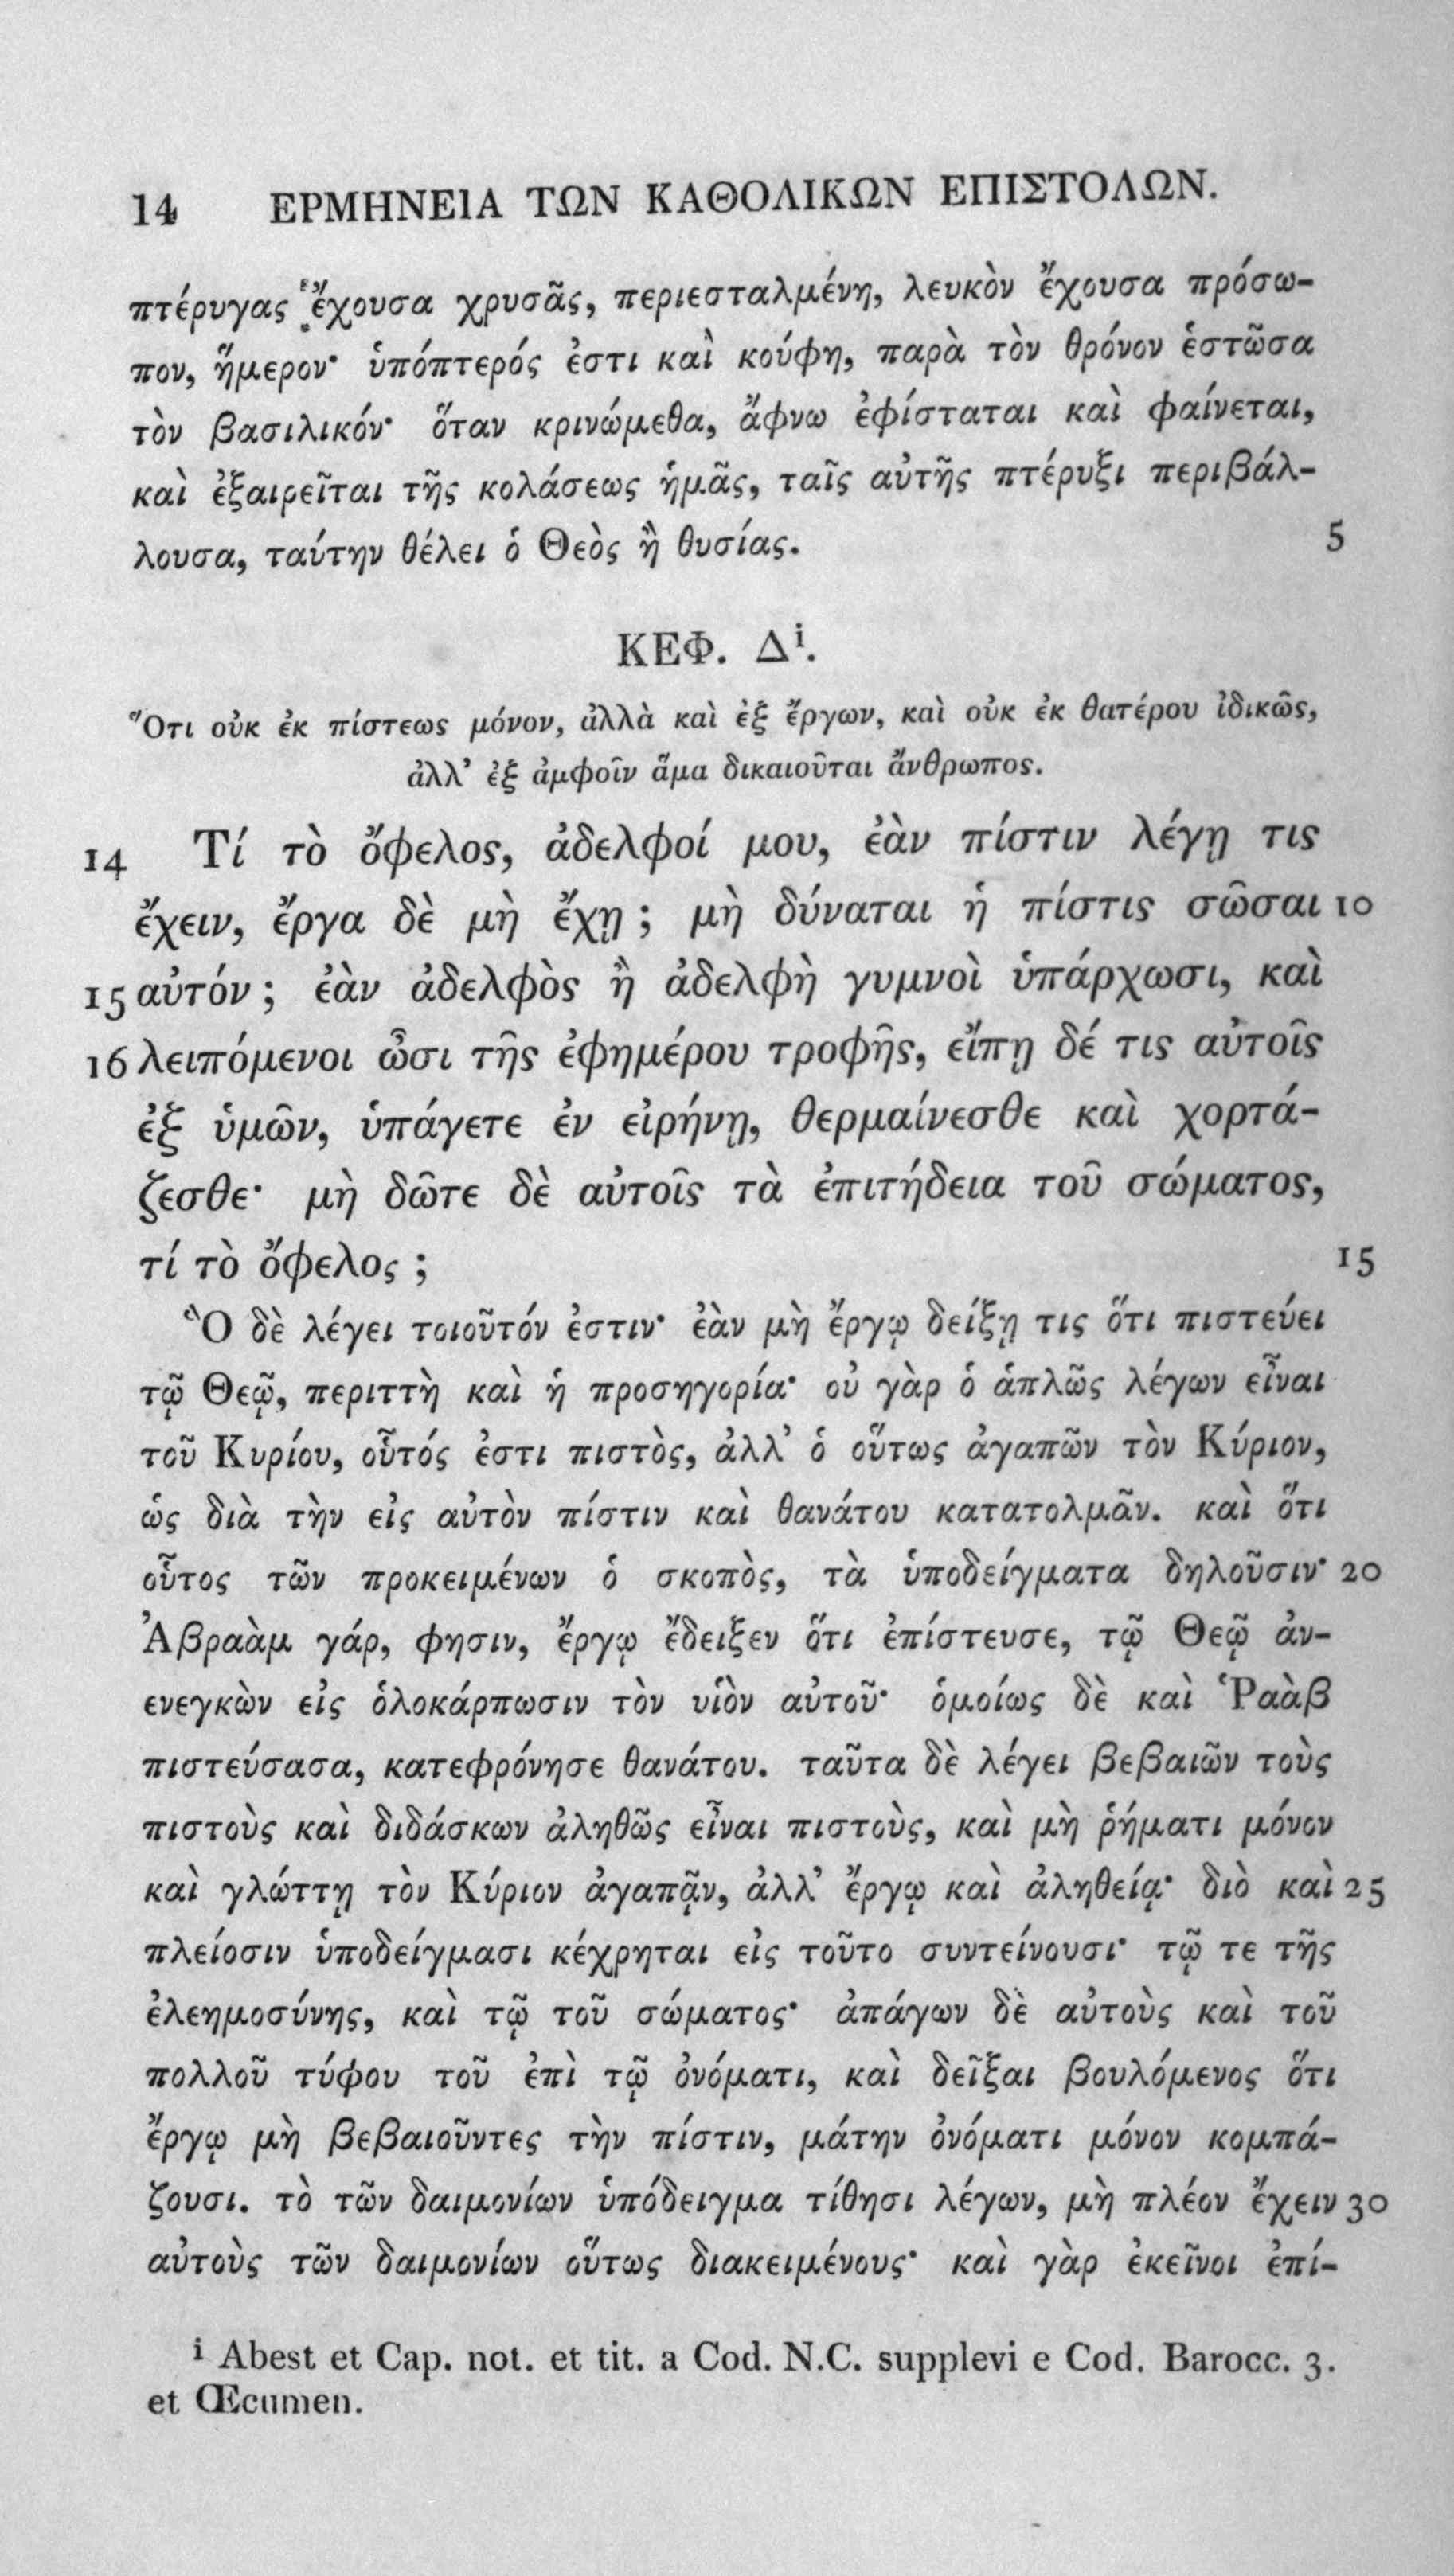 14 ΕΡΜΗΝΕΙΑ ΤΩΝ ΚΑΘΟΛΙΚΩΝ ΕΠΙΣΤΟΛΩΝ.
πτέρυγας ἔχουσα χρυσᾶς, περιεσταλμένη, λευκὸν ἔχουσα πρόσω-
πον, ἥμερον· ὑπόπτερός ἐστι καὶ κούφη, παρὰ τὸν θρόνον ἑστῶσα
τὸν βασιλικόν· ὅταν κρινώμεθα, ἄφνω ἐφίσταται καὶ φαίνεται,
καὶ ἐξαιρεῖται τῆς κολάσεως ἡμᾶς, ταῖς αὐτῆς πτέρυξι περιβάλ-
λουσα, ταύτην θέλει ὁ Θεὸς ἢ θυσίας. 5
ΚΕΦ. Δⁱ.
Ὅτι οὐκ ἐκ πίστεως μόνον, ἀλλὰ καὶ ἐξ ἔργων, καὶ οὐκ ἐκ θατέρου ἰδικῶς,
ἀλλ’ ἐξ ἀμφοῖν ἅμα δικαιοῦται ἄνθρωπος.
14 Τί τὸ ὄφελος, ἀδελφοί μου, ἐὰν πίστιν λέγῃ τις
ἔχειν, ἔργα δὲ μὴ ἔχῃ ; μὴ δύναται ἡ πίστις σῶσαι 10
15 αὐτόν ; ἐὰν ἀδελφὸς ἢ ἀδελφὴ γυμνοὶ ὑπάρχωσι, καὶ
16 λειπόμενοι ὦσι τῆς ἐφημέρου τροφῆς, εἴπῃ δέ τις αὐτοῖς
ἐξ ὑμῶν, ὑπάγετε ἐν εἰρήνῃ, θερμαίνεσθε καὶ χορτά-
ζεσθε· μὴ δῶτε δὲ αὐτοῖς τὰ ἐπιτήδεια τοῦ σώματος,
τί τὸ ὄφελος ; 15
Ὃ δὲ λέγει τοιοῦτόν ἐστιν· ἐὰν μὴ ἔργῳ δείξῃ τις ὅτι πιστεύει
τῷ Θεῷ, περιττὴ καὶ ἡ προσηγορία· οὐ γὰρ ὁ ἁπλῶς λέγων εἶναι
τοῦ Κυρίου, οὗτός ἐστι πιστὸς, ἀλλ’ ὁ οὕτως ἀγαπῶν τὸν Κύριον,
ὡς διὰ τὴν εἰς αὐτὸν πίστιν καὶ θανάτου κατατολμᾶν. καὶ ὅτι
οὗτος τῶν προκειμένων ὁ σκοπὸς, τὰ ὑποδείγματα δηλοῦσιν· 20
Ἀβραὰμ γάρ, φησιν, ἔργῳ ἔδειξεν ὅτι ἐπίστευσε, τῷ Θεῷ ἀν-
ενεγκὼν εἰς ὁλοκάρπωσιν τὸν υἱὸν αὐτοῦ· ὁμοίως δὲ καὶ Ῥαὰβ
πιστεύσασα, κατεφρόνησε θανάτου. ταῦτα δὲ λέγει βεβαιῶν τοὺς
πιστοὺς καὶ διδάσκων ἀληθῶς εἶναι πιστοὺς, καὶ μὴ ῥήματι μόνον
καὶ γλώττῃ τὸν Κύριον ἀγαπᾷν, ἀλλ’ ἔργῳ καὶ ἀληθείᾳ· διὸ καὶ 25
πλείοσιν ὑποδείγμασι κέχρηται εἰς τοῦτο συντείνουσι· τῷ τε τῆς
ἐλεημοσύνης, καὶ τῷ τοῦ σώματος· ἀπάγων δὲ αὐτοὺς καὶ τοῦ
πολλοῦ τύφου τοῦ ἐπὶ τῷ ὀνόματι, καὶ δεῖξαι βουλόμενος ὅτι
ἔργῳ μὴ βεβαιοῦντες τὴν πίστιν, μάτην ὀνόματι μόνον κομπά-
ζουσι. τὸ τῶν δαιμονίων ὑπόδειγμα τίθησι λέγων, μὴ πλέον ἔχειν 30
αὐτοὺς τῶν δαιμονίων οὕτως διακειμένους· καὶ γὰρ ἐκεῖνοι ἐπί-
ⁱ Abest et Cap. not. et tit. a Cod. N.C. supplevi e Cod. Barocc. 3.
et Œcumen.